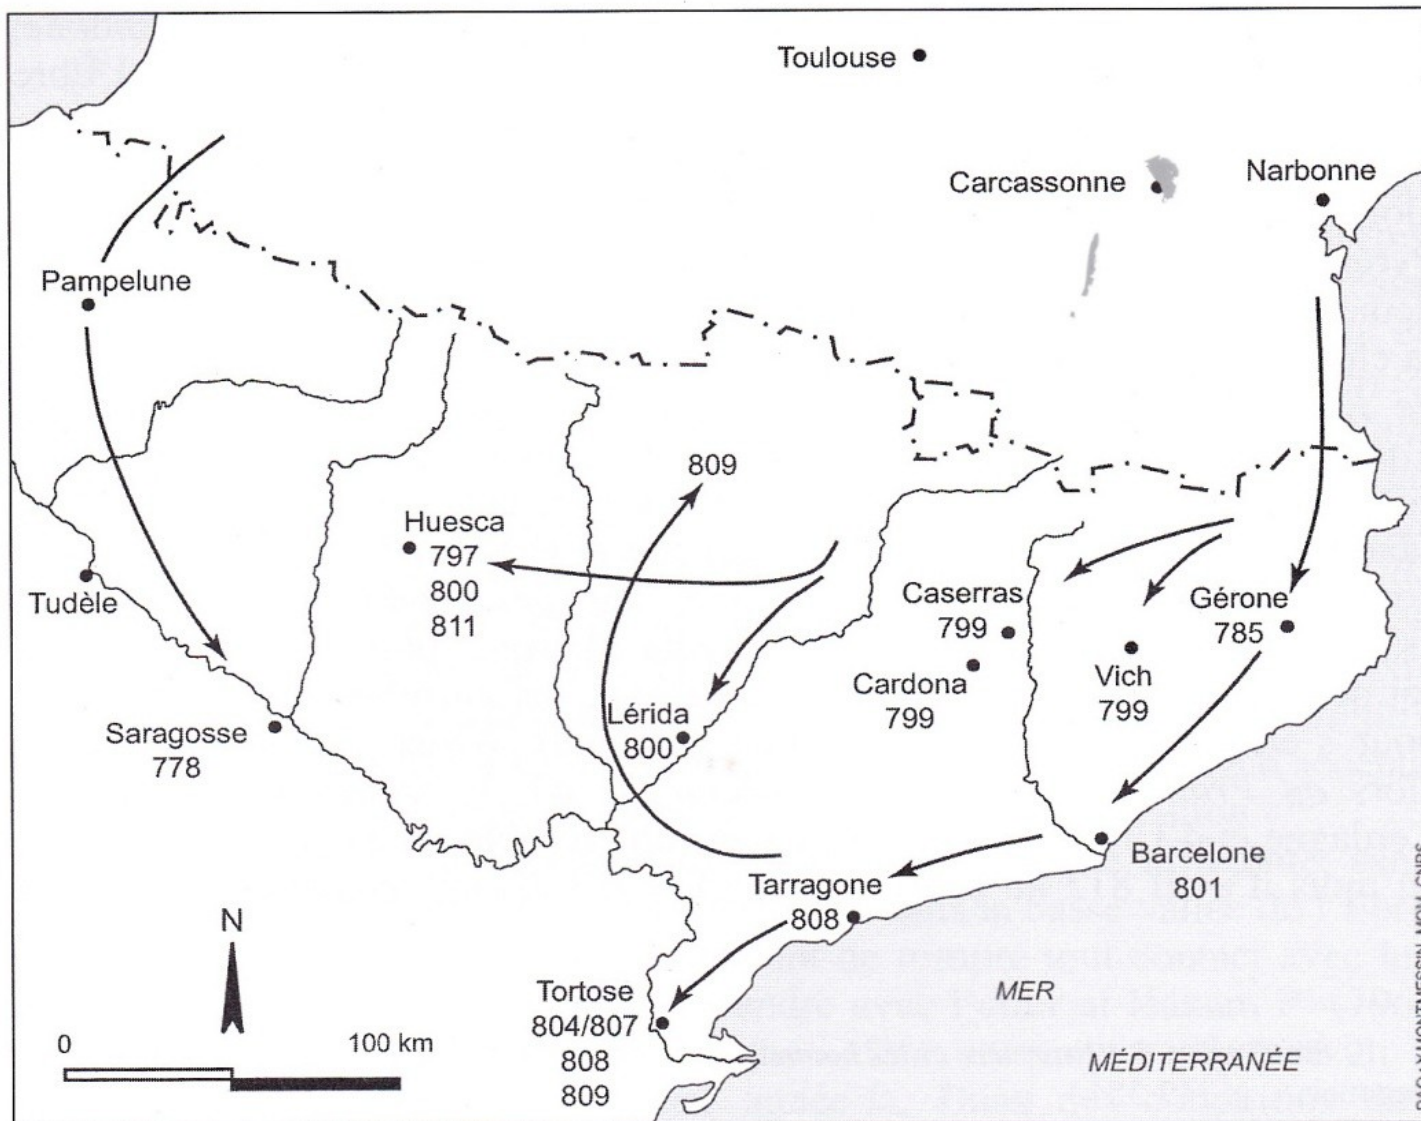 Toulouse
Carcassonne
Narbonne
Pampelune
809
Huesca
797
800
811
Tudèle
Caserras
799
Gérone
785
Cardona
799
Vich
799
Saragosse
778
Lérida
800
Barcelone
801
Tarragone
808
N
Tortose
804/807
808
809
0
100 km
MER
MÉDITERRANÉE